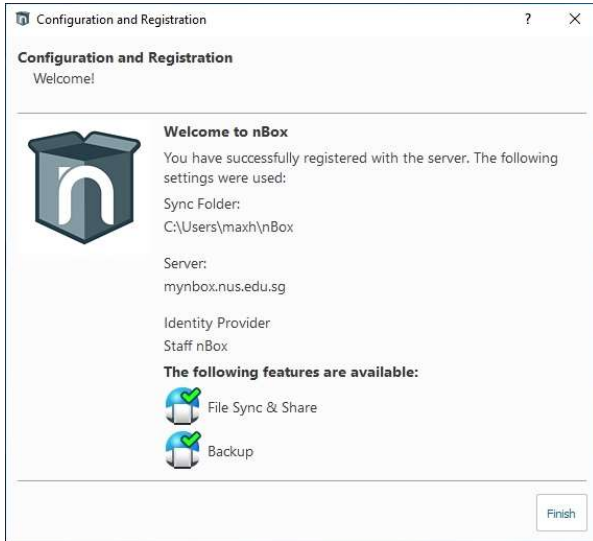 Configuration and Registration
?
Configuration and Registration
Welcome!
n
Welcome to nBox
You have successfully registered with the server. The following
settings were used:
Sync Folder:
C:\Users\maxh\nBox
Server:
mynbox.nus.edu.sg
Identity Provider
Staff nBox
The following features are available:
File Sync & Share
Backup
Finish